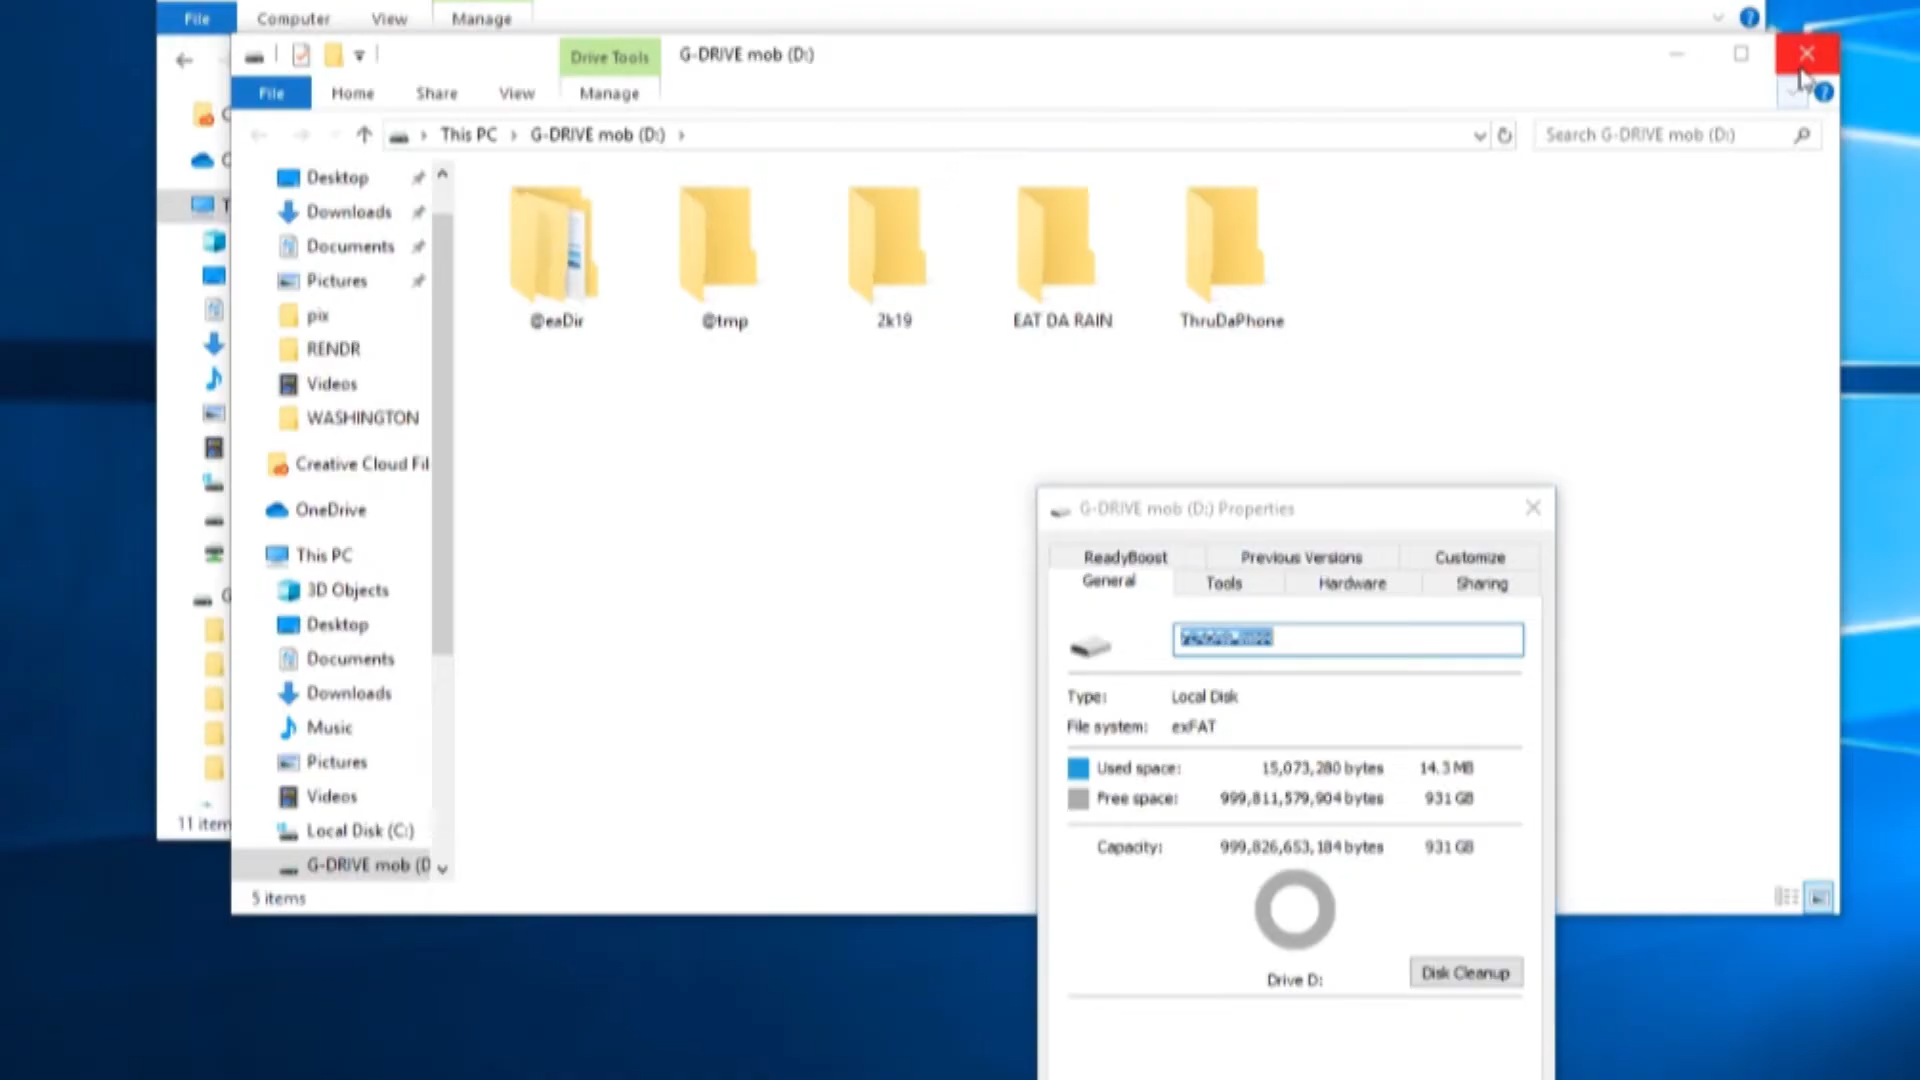 File Computer View Manage
Drive Tools G-DRIVE mob (D:)
File Home Share View Manage
This PC G-DRIVE mob (D:) Search G-DRIVE mob (D:)
Desktop
Downloads
Documents
Pictures
pix
RENDR
Videos
WASHINGTON
Creative Cloud Fil
OneDrive
This PC
3D Objects
Desktop
Documents
Downloads
Music
Pictures
Videos
Local Disk (C:)
G-DRIVE mob (D
5 items
11 item
@eaDir @tmp 2k19 EAT DA RAIN ThruDaPhone
G-DRIVE mob (D:) Properties
ReadyBoost Previous Versions Customize
General Tools Hardware Sharing
Type: Local Disk
File system: exFAT
Used space: 15,073,280 bytes 14.3 MB
Free space: 999,811,579,904 bytes 931 GB
Capacity: 999,826,653,184 bytes 931 GB
Drive D: Disk Cleanup